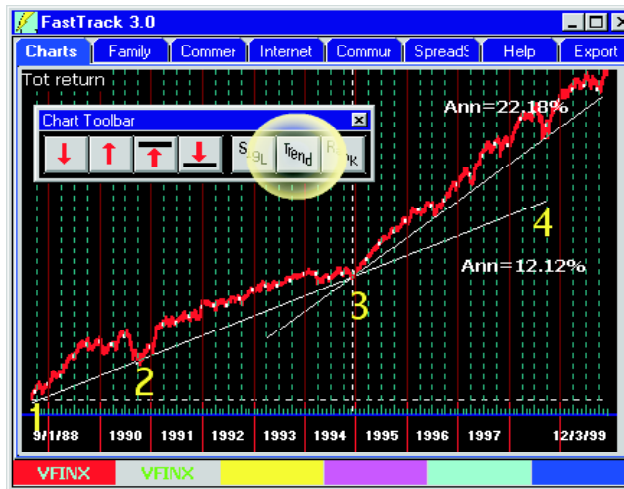 FastTrack 3.0
Charts Family Commer Internet Commur SpreadS Help Export
Tot return
Ann=22.18%
Chart Toolbar
Trend
4
Ann=12.12%
3
2
1
9/1/88 1990 1991 1992 1993 1994 1995 1996 1997 12/3/99
VFINX VFINX